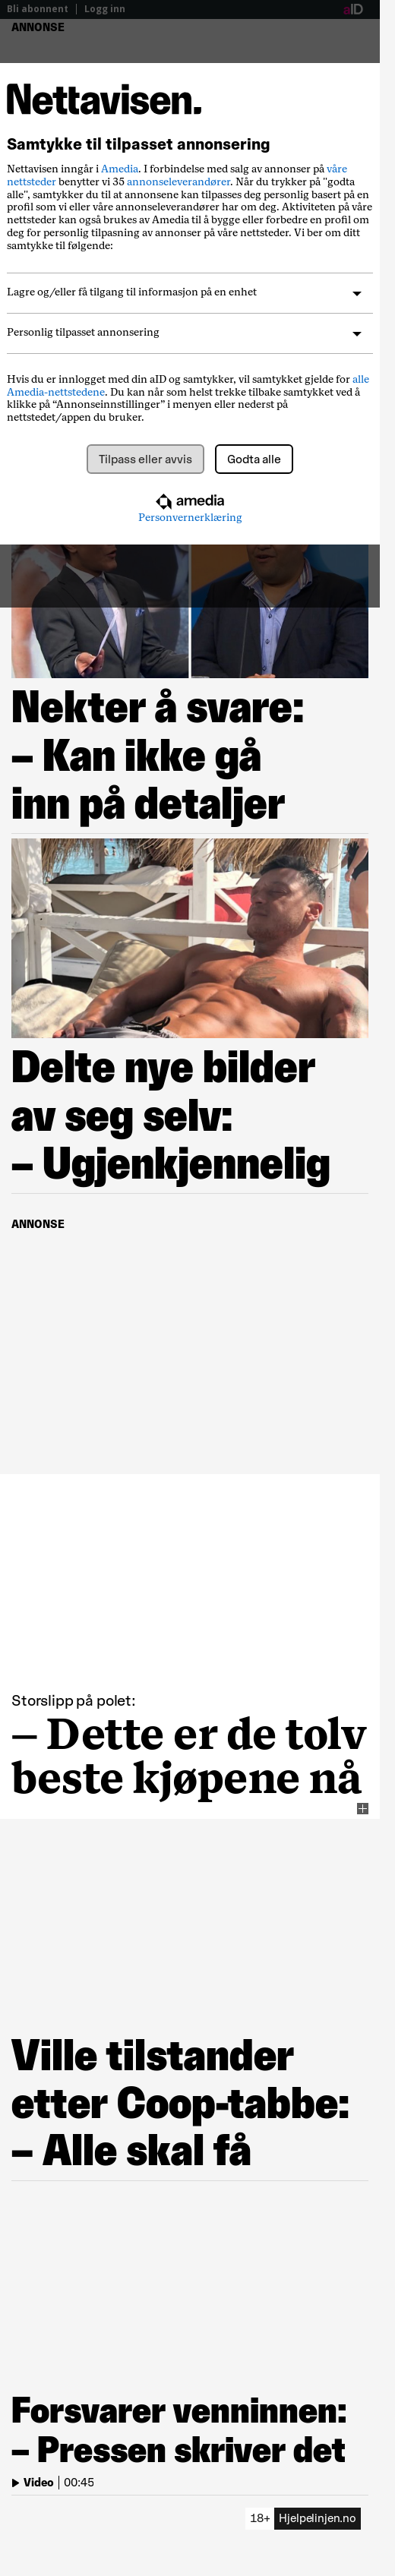 Bli abonnent | Logg inn aID
ANNONSE
Nettavisen.
Samtykke til tilpasset annonsering
Nettavisen inngår i Amedia. I forbindelse med salg av annonser på våre
nettsteder benytter vi 35 annonseleverandører. Når du trykker på "godta
alle", samtykker du til at annonsene kan tilpasses deg personlig basert på en
profil som vi eller våre annonseleverandører har om deg. Aktiviteten på våre
nettsteder kan også brukes av Amedia til å bygge eller forbedre en profil om
deg for personlig tilpasning av annonser på våre nettsteder. Vi ber om ditt
samtykke til følgende:
Lagre og/eller få tilgang til informasjon på en enhet
Personlig tilpasset annonsering
Hvis du er innlogget med din aID og samtykker, vil samtykket gjelde for alle
Amedia-nettstedene. Du kan når som helst trekke tilbake samtykket ved å
klikke på “Annonseinnstillinger” i menyen eller nederst på
nettstedet/appen du bruker.
Tilpass eller avvis Godta alle
amedia
Personvernerklæring
Nekter å svare:
– Kan ikke gå
inn på detaljer
Delte nye bilder
av seg selv:
– Ugjenkjennelig
ANNONSE
Storslipp på polet:
– Dette er de tolv
beste kjøpene nå
Ville tilstander
etter Coop-tabbe:
– Alle skal få
Forsvarer venninnen:
– Pressen skriver det
Video | 00:45
18+ Hjelpelinjen.no